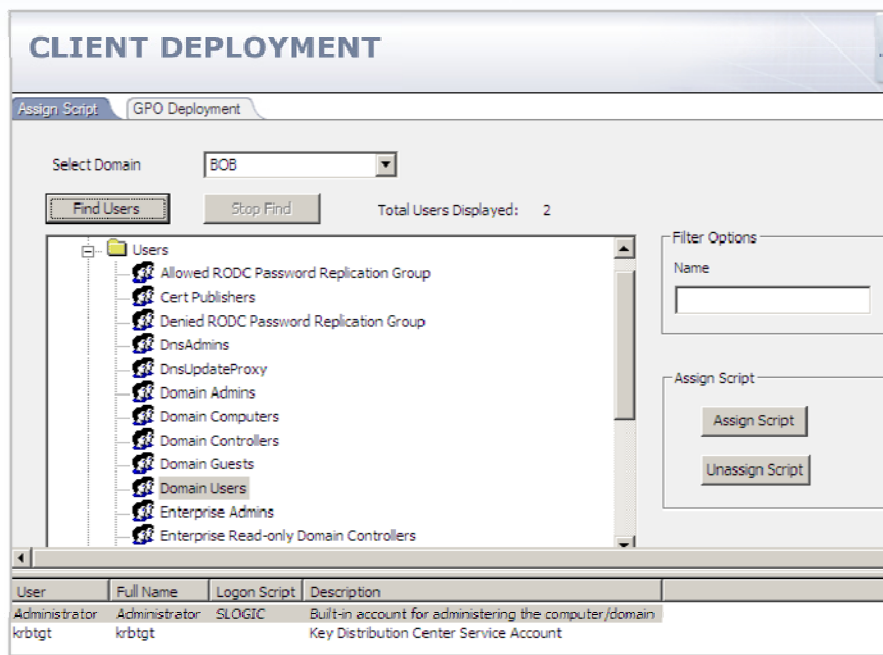 CLIENT DEPLOYMENT
Assign Script
GPO Deployment
Select Domain
BOB
Find Users
Stop Find
Total Users Displayed: 2
Users
Allowed RODC Password Replication Group
Cert Publishers
Denied RODC Password Replication Group
DnsAdmins
DnsUpdateProxy
Domain Admins
Domain Computers
Domain Controllers
Domain Guests
Domain Users
Enterprise Admins
Enterprise Read-only Domain Controllers
Filter Options
Name
Assign Script
Assign Script
Unassign Script
User Full Name Logon Script Description
Administrator Administrator SLOGIC Built-in account for administering the computer/domain
krbtgt krbtgt Key Distribution Center Service Account